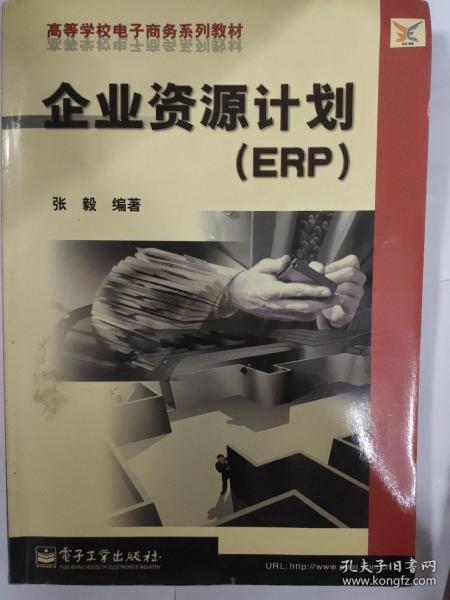 高等学校电子商务系列教材
企业资源计划
(ERP)
张 毅 编著
电子工业出版社
PUBLISHING HOUSE OF ELECTRONICS INDUSTRY
URL: http://www.
孔夫子旧书网
www.kongfz.com